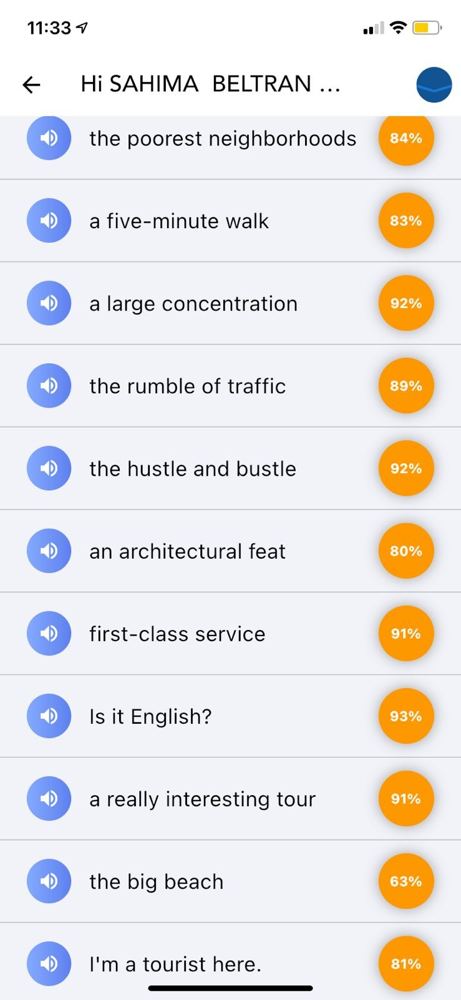 11:33
Hi SAHIMA  BELTRAN ...
the poorest neighborhoods 84%
a five-minute walk 83%
a large concentration 92%
the rumble of traffic 89%
the hustle and bustle 92%
an architectural feat 80%
first-class service 91%
Is it English? 93%
a really interesting tour 91%
the big beach 63%
I'm a tourist here. 81%